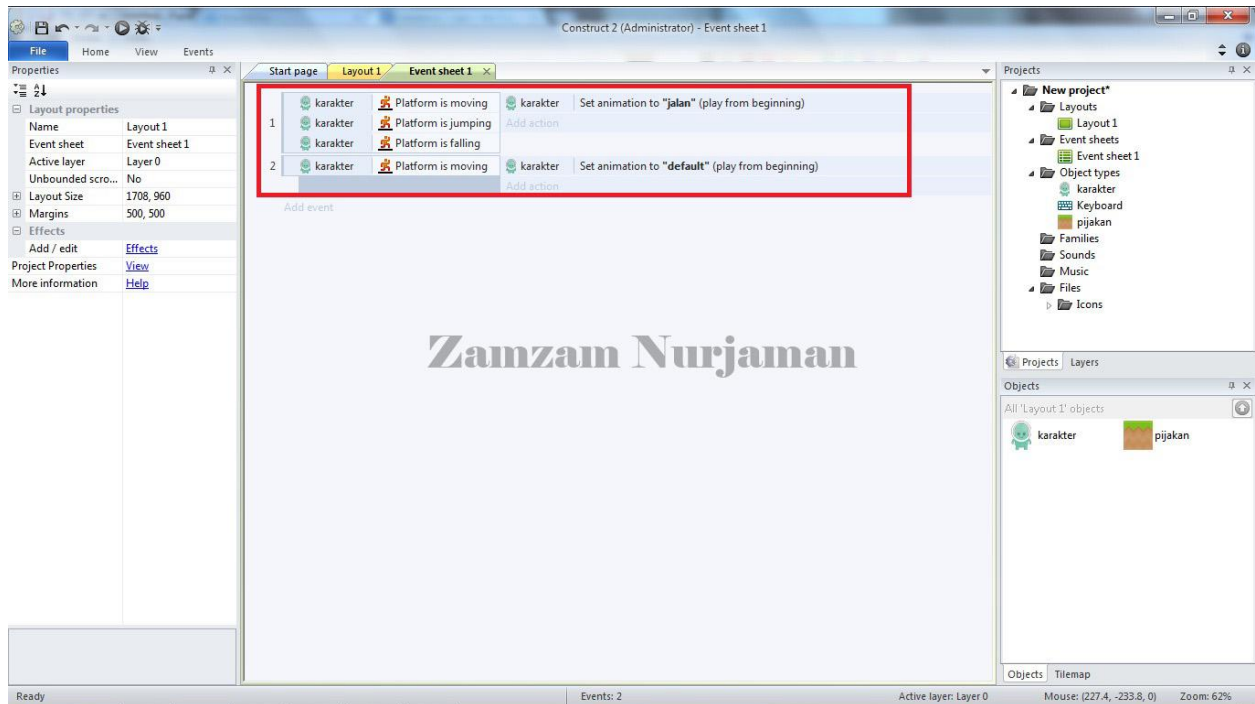 Construct 2 (Administrator) - Event sheet 1
File Home View Events
Properties
Layout properties
Name Layout 1
Event sheet Event sheet 1
Active layer Layer 0
Unbounded scro... No
Layout Size 1708, 960
Margins 500, 500
Effects
Add / edit Effects
Project Properties View
More information Help
Start page Layout 1 Event sheet 1
1
karakter Platform is moving karakter Set animation to "jalan" (play from beginning)
karakter Platform is jumping Add action
karakter Platform is falling
2 karakter Platform is moving karakter Set animation to "default" (play from beginning)
Add action
Add event
Zamzam Nurjaman
Projects
New project*
Layouts
Layout 1
Event sheets
Event sheet 1
Object types
karakter
Keyboard
pijakan
Families
Sounds
Music
Files
Icons
Projects Layers
Objects
All 'Layout 1' objects
karakter pijakan
Objects Tilemap
Ready Events: 2 Active layer: Layer 0 Mouse: (227.4, -233.8, 0) Zoom: 62%